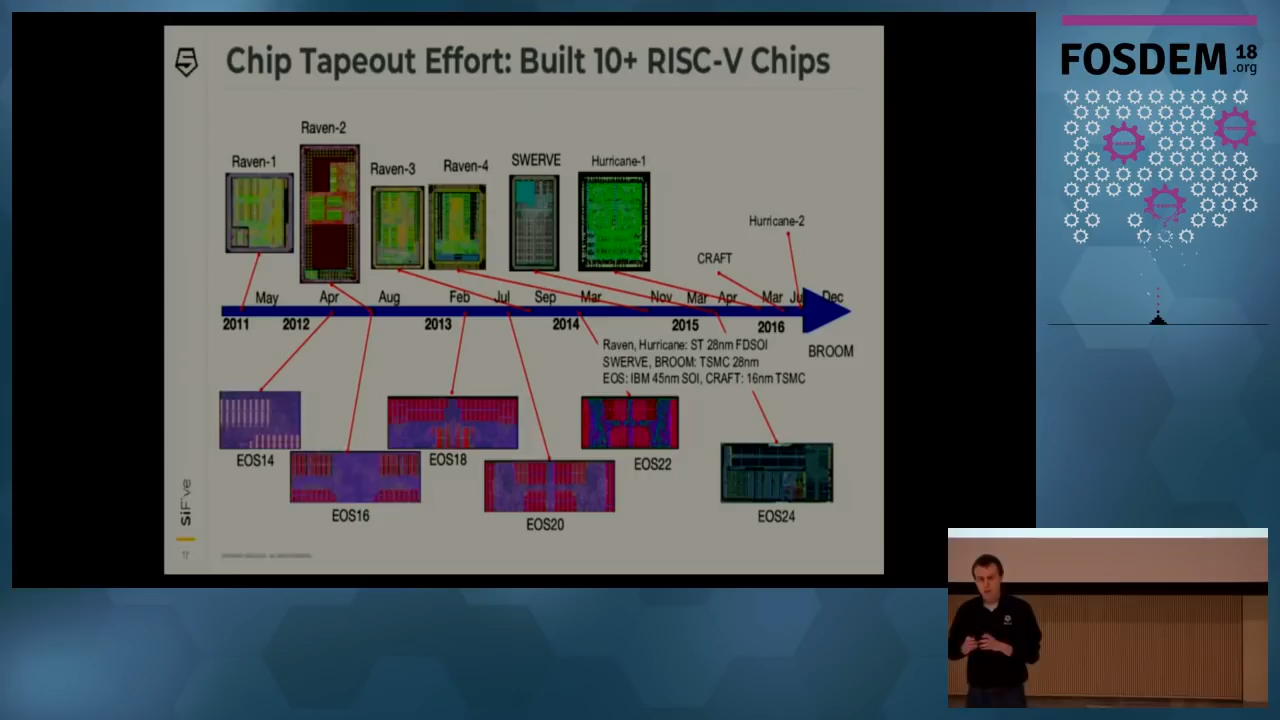 Chip Tapeout Effort: Built 10+ RISC-V Chips
Raven-1
Raven-2
Raven-3
Raven-4
SWERVE
Hurricane-1
Hurricane-2
CRAFT
May
Apr
Aug
Feb
Jul
Sep
Mar
Nov
Mar
Apr
Mar
Dec
2011
2012
2013
2014
2015
2016
BROOM
Raven, Hurricane: ST 28nm FDSOI
SWERVE, BROOM: TSMC 28nm
EOS: IBM 45nm SOI, CRAFT: 16nm TSMC
EOS14
EOS16
EOS18
EOS20
EOS22
EOS24
SiFive
17
FOSDEM 18
.org